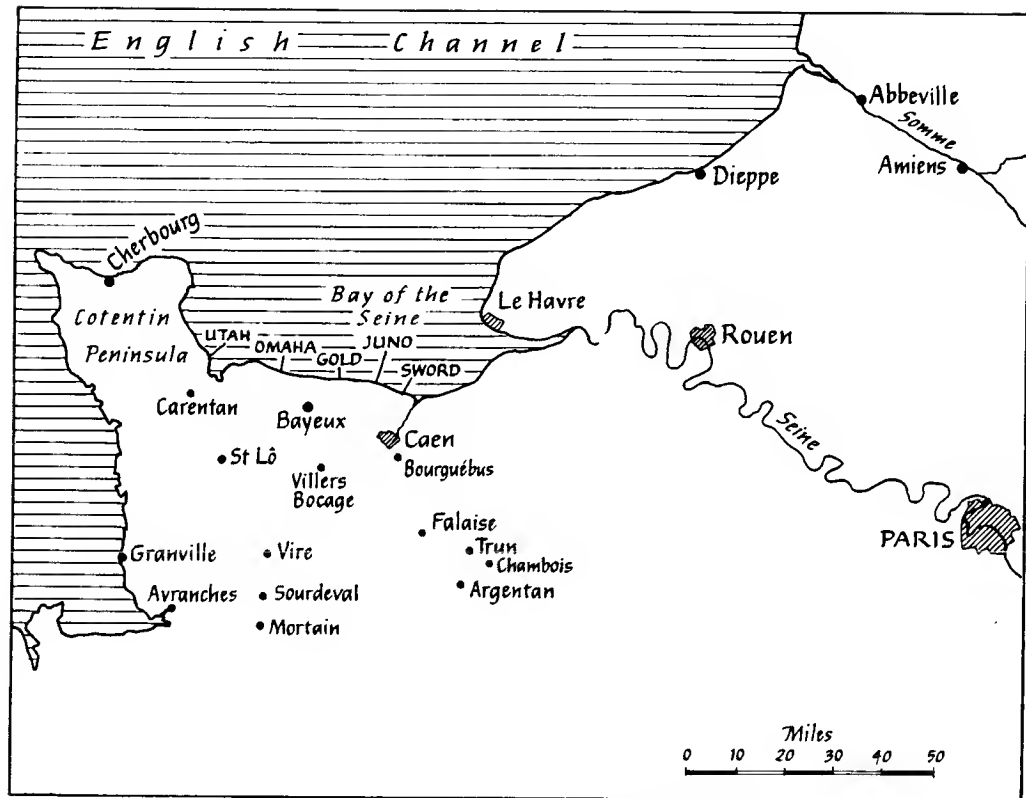 English Channel
Abbeville
Somme
Amiens
Dieppe
Cherbourg
Cotentin
Peninsula
Bay of the
Seine
Le Havre
Rouen
UTAH
OMAHA
GOLD
JUNO
SWORD
Carentan
Bayeux
Caen
Bourguébus
St Lô
Villers
Bocage
Seine
PARIS
Falaise
Trun
Chambois
Argentan
Granville
Vire
Avranches
Sourdeval
Mortain
Miles
0 10 20 30 40 50